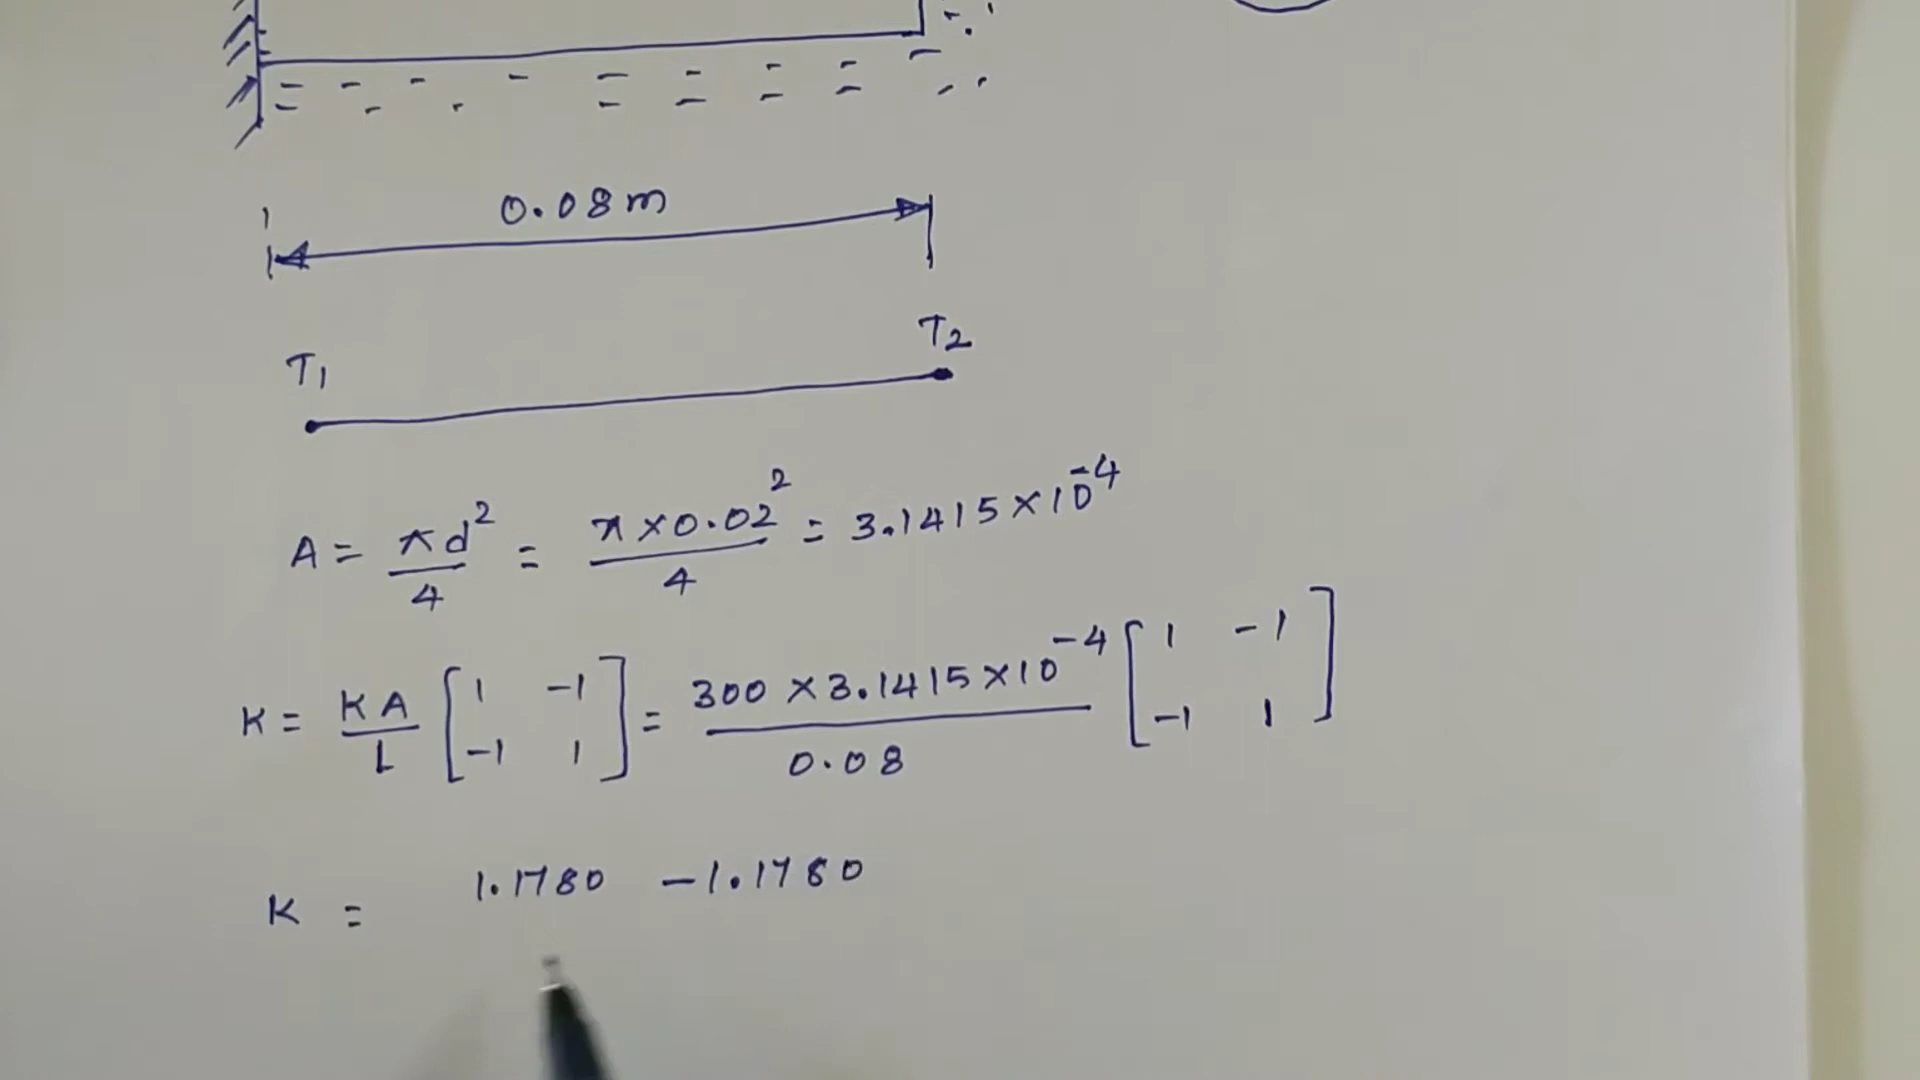 0.08 m
T1 T2
A = πd²/4 = π×0.02²/4 = 3.1415×10⁻⁴
K = KA/L [1 -1; -1 1] = 300×3.1415×10⁻⁴/0.08 [1 -1; -1 1]
K = 1.1780 -1.1780